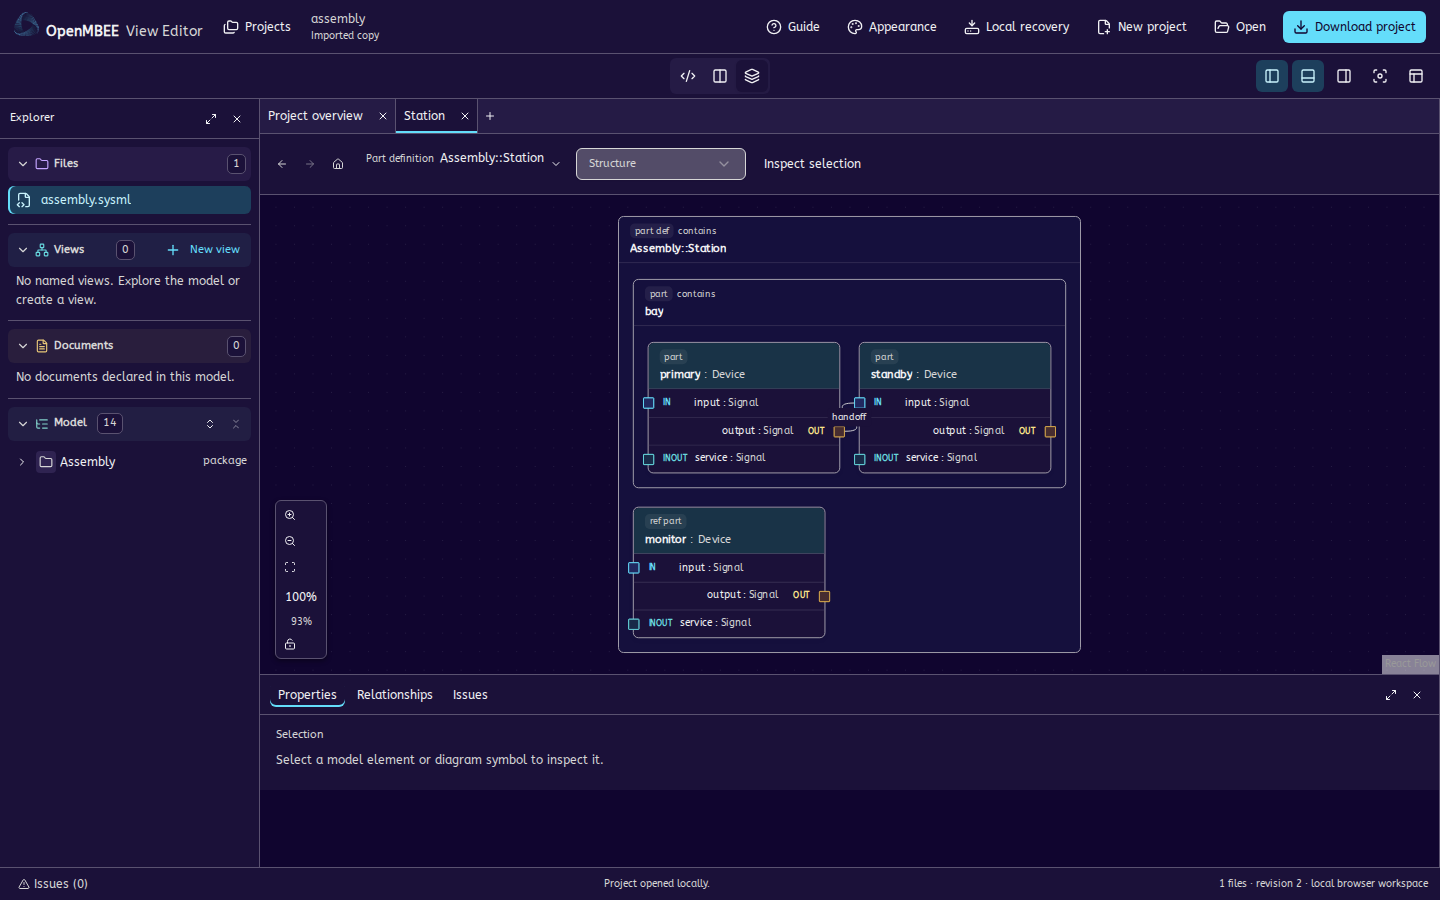 OpenMBEE View Editor
Projects
assembly
Imported copy
Guide
Appearance
Local recovery
New project
Open
Download project
Explorer
Files
1
assembly.sysml
Views
0
New view
No named views. Explore the model or
create a view.
Documents
0
No documents declared in this model.
Model
14
Assembly
package
Project overview
Station
Part definition Assembly::Station
Structure
Inspect selection
part def contains
Assembly::Station
part contains
bay
part
primary : Device
IN input : Signal
output : Signal OUT
INOUT service : Signal
handoff
part
standby : Device
IN input : Signal
output : Signal OUT
INOUT service : Signal
ref part
monitor : Device
IN input : Signal
output : Signal OUT
INOUT service : Signal
100%
93%
React Flow
Properties
Relationships
Issues
Selection
Select a model element or diagram symbol to inspect it.
Issues (0)
Project opened locally.
1 files · revision 2 · local browser workspace